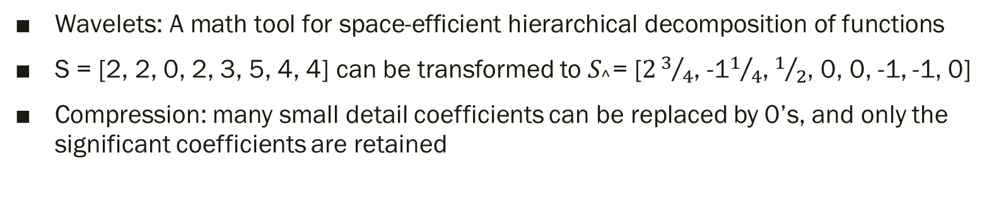 ■ Wavelets: A math tool for space-efficient hierarchical decomposition of functions
■ S = [2, 2, 0, 2, 3, 5, 4, 4] can be transformed to S^ = [2 3/4, -1 1/4, 1/2, 0, 0, -1, -1, 0]
■ Compression: many small detail coefficients can be replaced by 0’s, and only the
significant coefficients are retained